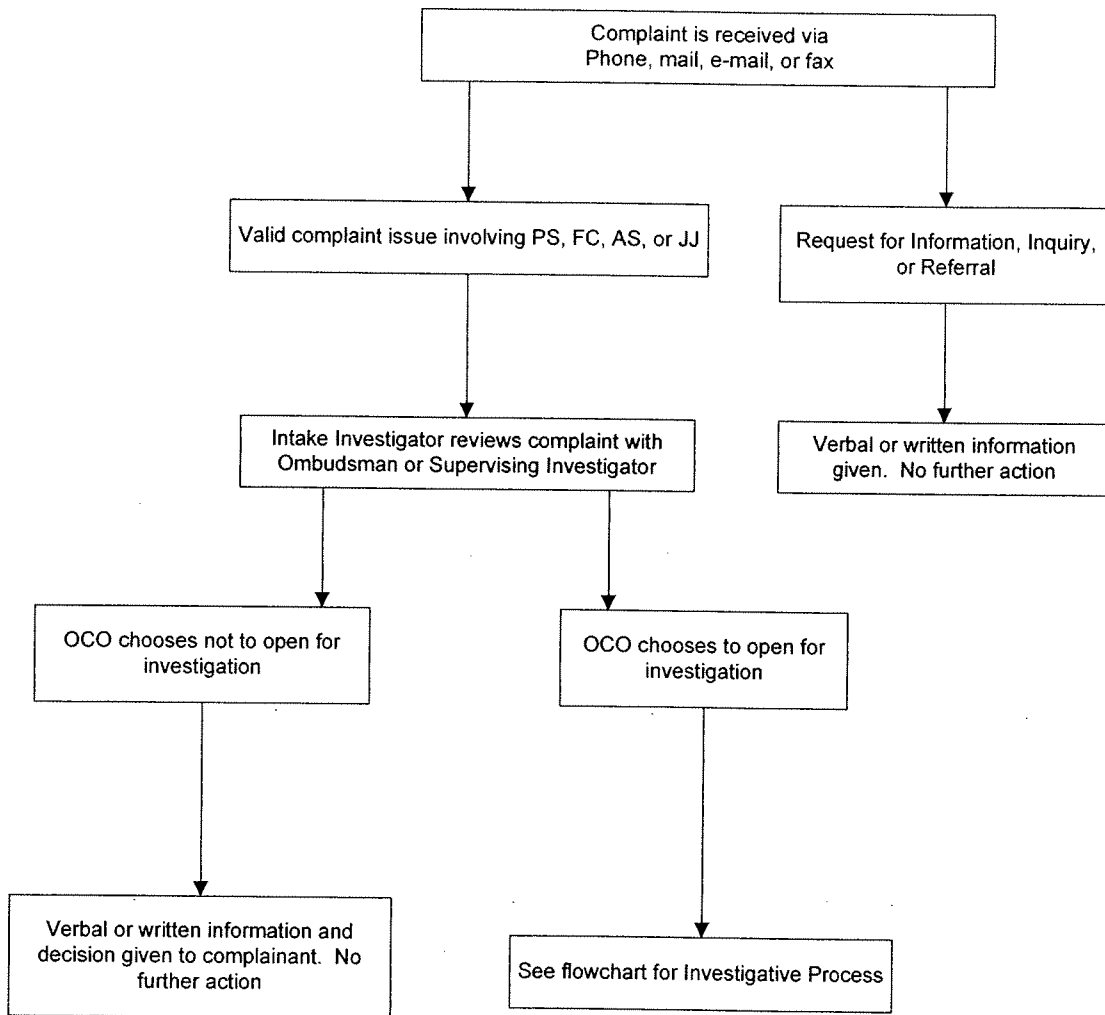 Complaint is received via
Phone, mail, e-mail, or fax
Valid complaint issue involving PS, FC, AS, or JJ
Request for Information, Inquiry,
or Referral
Intake Investigator reviews complaint with
Ombudsman or Supervising Investigator
Verbal or written information
given. No further action
OCO chooses not to open for
investigation
OCO chooses to open for
investigation
Verbal or written information and
decision given to complainant. No
further action
See flowchart for Investigative Process